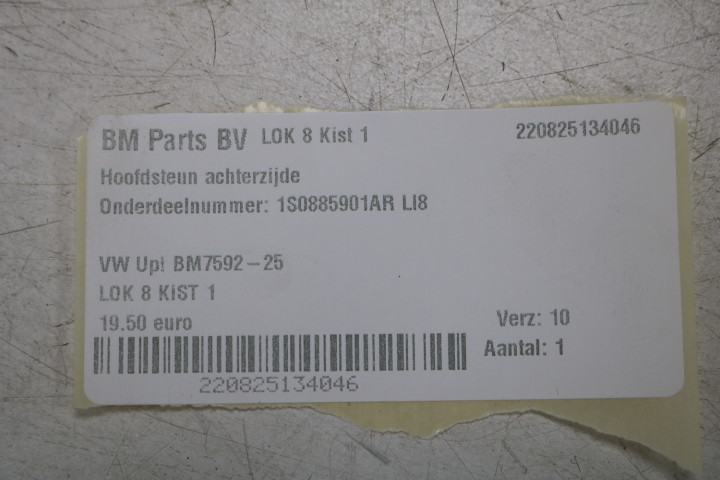 BM Parts BV LOK 8 Kist 1 220825134046
Hoofdsteun achterzijde
Onderdeelnummer: 1S0885901AR LI8
VW Up! BM7592-25
LOK 8 KIST 1
19.50 euro Verz: 10
Aantal: 1
220825134046